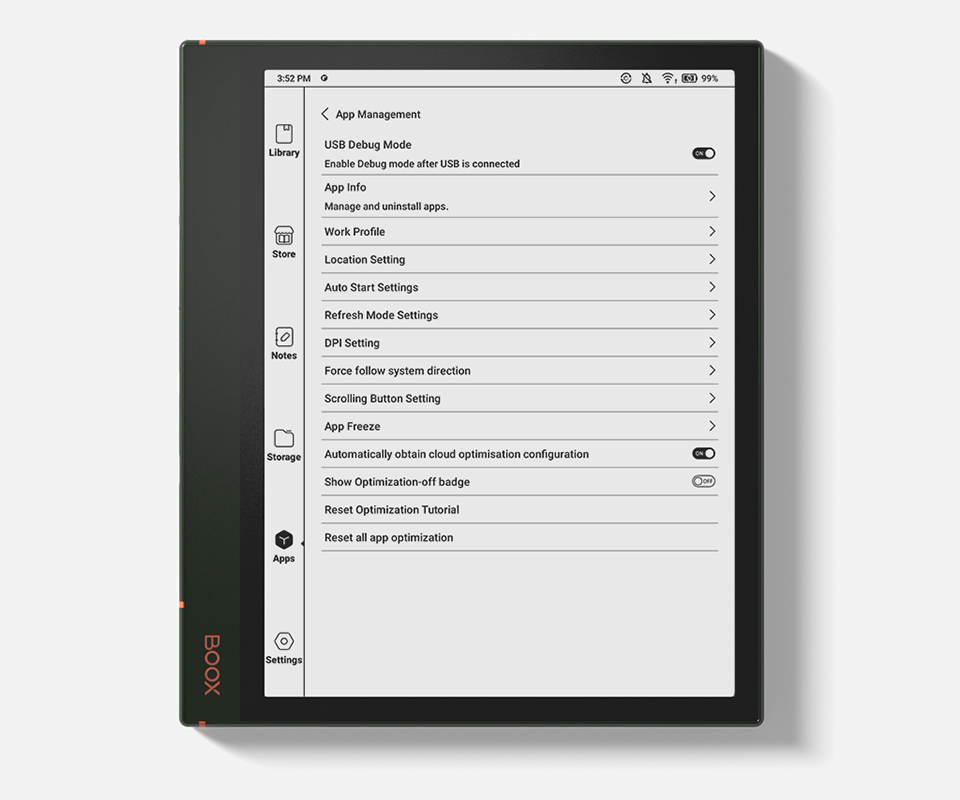 3:52 PM
99%
Library
Store
Notes
Storage
Apps
Settings
App Management
USB Debug Mode
ON
Enable Debug mode after USB is connected
App Info
Manage and uninstall apps.
Work Profile
Location Setting
Auto Start Settings
Refresh Mode Settings
DPI Setting
Force follow system direction
Scrolling Button Setting
App Freeze
Automatically obtain cloud optimisation configuration
ON
Show Optimization-off badge
OFF
Reset Optimization Tutorial
Reset all app optimization
BOOX